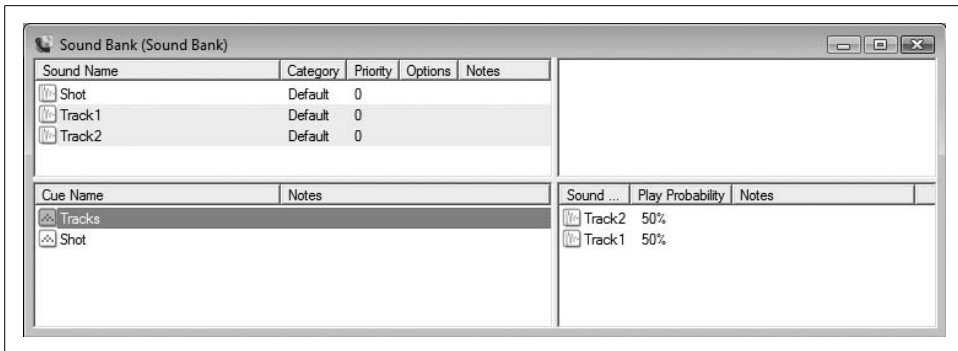 Sound Bank (Sound Bank)
Sound Name Category Priority Options Notes
Shot Default 0
Track1 Default 0
Track2 Default 0
Cue Name Notes
Tracks
Shot
Sound ... Play Probability Notes
Track2 50%
Track1 50%